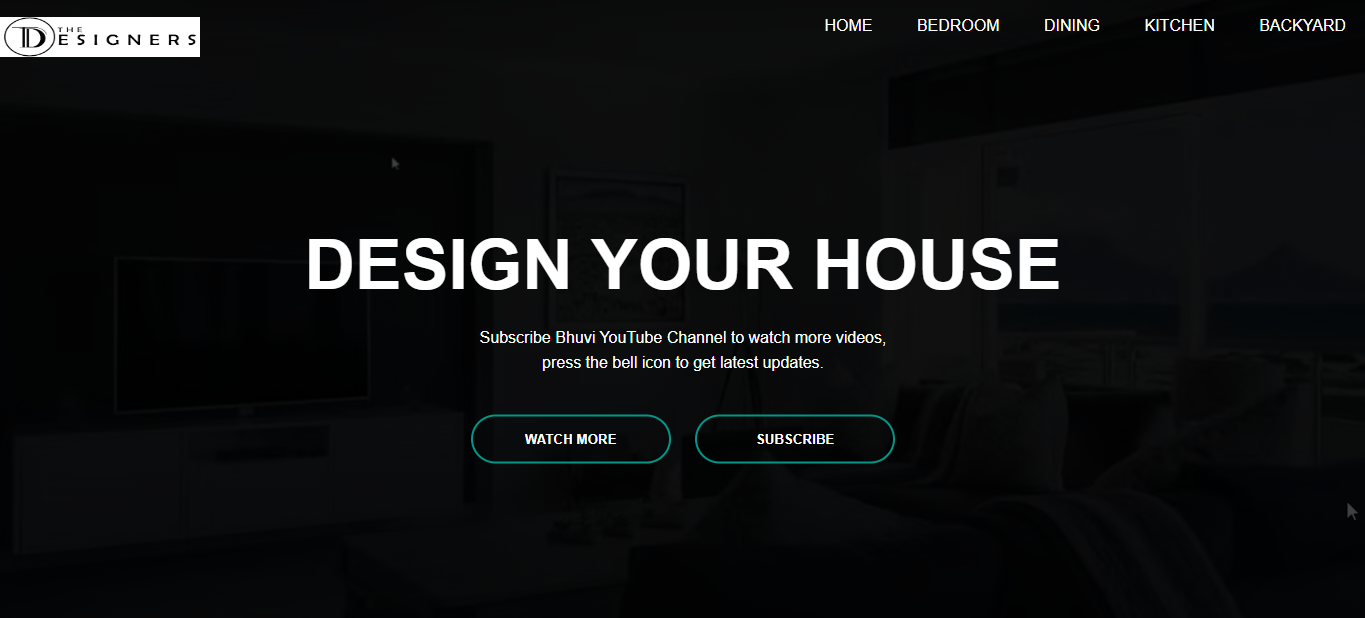 THE
DESIGNERS
HOME BEDROOM DINING KITCHEN BACKYARD
DESIGN YOUR HOUSE
Subscribe Bhuvi YouTube Channel to watch more videos,
press the bell icon to get latest updates.
WATCH MORE SUBSCRIBE